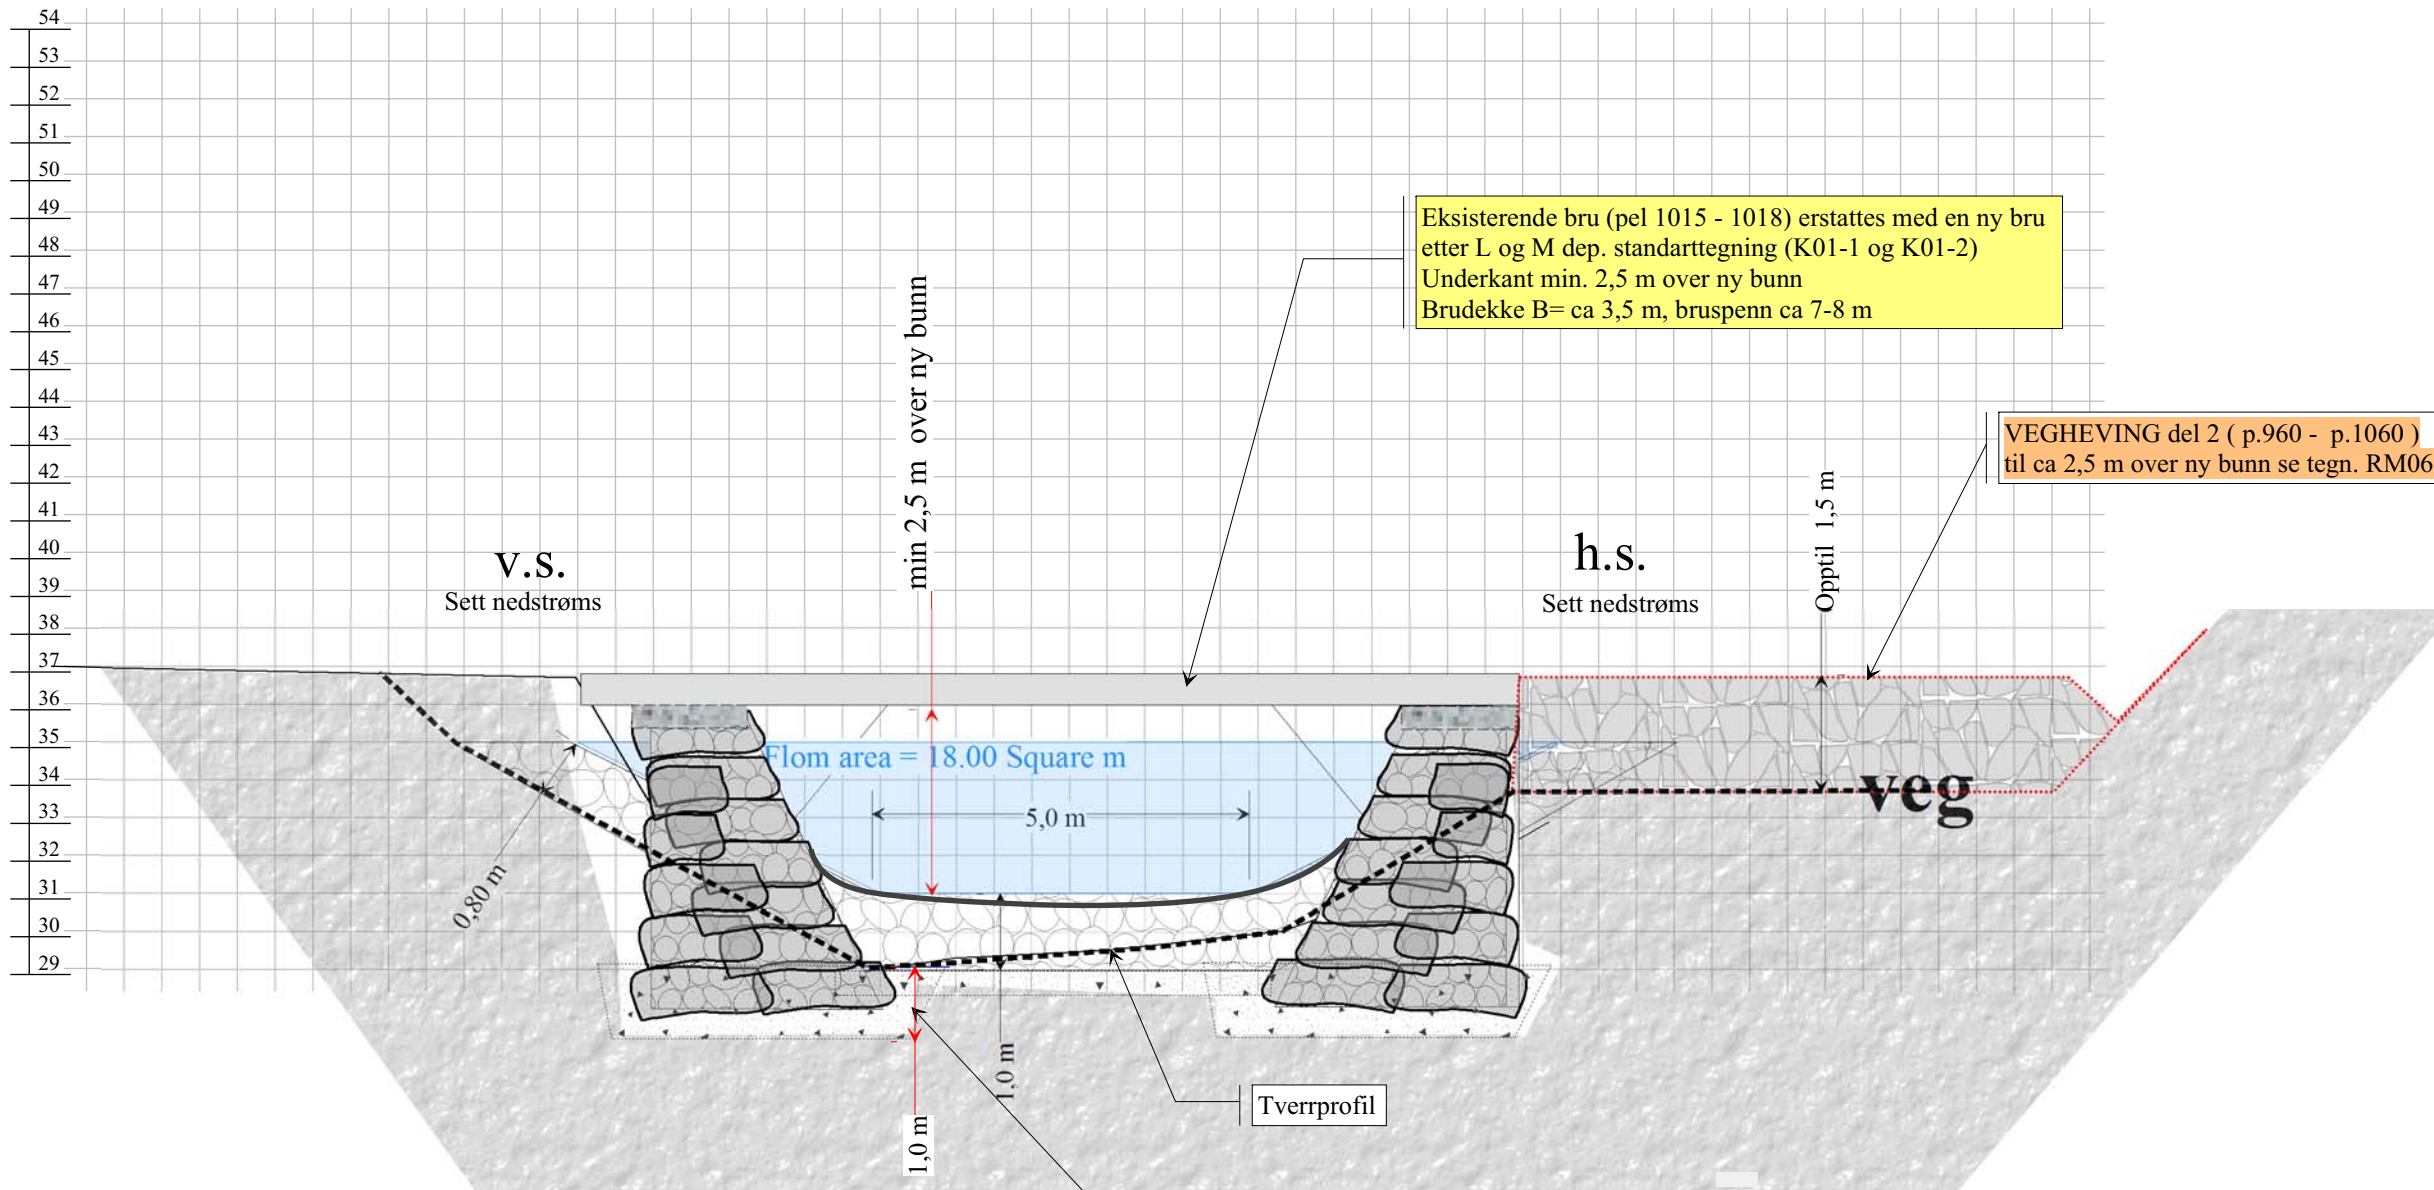 54
53
52
51
50
49
48
47
46
45
44
43
42
41
40
39
38
37
36
35
34
33
32
31
30
29
Eksisterende bru (pel 1015 - 1018) erstattes med en ny bru
etter L og M dep. standarttegning (K01-1 og K01-2)
Underkant min. 2,5 m over ny bunn
Brudekke B= ca 3,5 m, bruspenn ca 7-8 m
min 2,5 m over ny bunn
VEGHEVING del 2 ( p.960 - p.1060 )
til ca 2,5 m over ny bunn se tegn. RM06
Opptil 1,5 m
v.s.
Sett nedstrøms
h.s.
Sett nedstrøms
Flom area = 18.00 Square m
5,0 m
veg
0,80 m
1,0 m
1,0 m
Tverrprofil